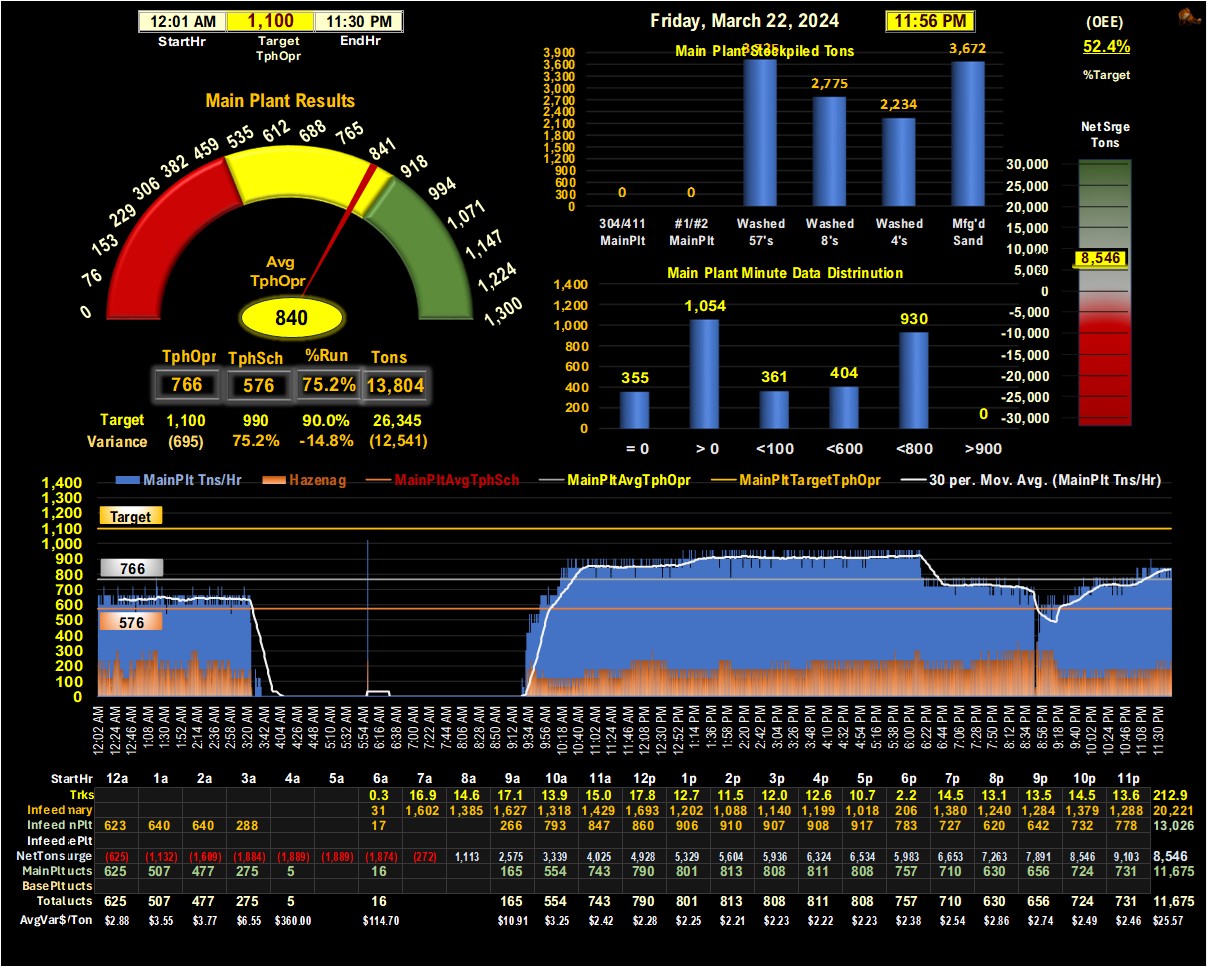 12:01 AM 1,100 11:30 PM
StartHr Target EndHr
TphOpr
Friday, March 22, 2024 11:56 PM
(OEE)
52.4%
%Target
Main Plant Results
0 76 153 229 306 382 459 535 612 688 765 841 918 994 1,071 1,147 1,224 1,300
Avg
TphOpr
840
TphOpr TphSch %Run Tons
766 576 75.2% 13,804
Target 1,100 990 90.0% 26,345
Variance (695) 75.2% -14.8% (12,541)
Main Plant Stockpiled Tons
3,900
3,600
3,300
3,000
2,700
2,400
2,100
1,800
1,500
1,200
900
600
300
0
0 0 2,775 2,234 3,672
304/411 #1/#2 Washed Washed Washed Mfg'd
MainPlt MainPlt 57's 8's 4's Sand
Net Srge
Tons
30,000
25,000
20,000
15,000
10,000
5,000
0
-5,000
-10,000
-15,000
-20,000
-25,000
-30,000
8,546
Main Plant Minute Data Distrinution
1,400
1,200
1,000
800
600
400
200
0
355 1,054 361 404 930 0
= 0 > 0 <100 <600 <800 >900
MainPlt Tns/Hr Hazenag MainPltAvgTphSch MainPltAvgTphOpr MainPltTargetTphOpr 30 per. Mov. Avg. (MainPlt Tns/Hr)
1,400
1,300
1,200
1,100
1,000
900
800
700
600
500
400
300
200
100
0
Target
766
576
12:02 AM 12:24 AM 12:46 AM 1:08 AM 1:30 AM 1:52 AM 2:14 AM 2:36 AM 2:58 AM 3:20 AM 3:42 AM 4:04 AM 4:26 AM 4:48 AM 5:10 AM 5:32 AM 5:54 AM 6:16 AM 6:38 AM 7:00 AM 7:22 AM 7:44 AM 8:06 AM 8:28 AM 8:50 AM 9:12 AM 9:34 AM 9:56 AM 10:18 AM 10:40 AM 11:02 AM 11:24 AM 11:46 AM 12:08 PM 12:30 PM 12:52 PM 1:14 PM 1:36 PM 1:58 PM 2:20 PM 2:42 PM 3:04 PM 3:26 PM 3:48 PM 4:10 PM 4:32 PM 4:54 PM 5:16 PM 5:38 PM 6:00 PM 6:22 PM 6:44 PM 7:06 PM 7:28 PM 7:50 PM 8:12 PM 8:34 PM 8:56 PM 9:18 PM 9:40 PM 10:02 PM 10:24 PM 10:46 PM 11:08 PM 11:30 PM
StartHr 12a 1a 2a 3a 4a 5a 6a 7a 8a 9a 10a 11a 12p 1p 2p 3p 4p 5p 6p 7p 8p 9p 10p 11p
Trks 0.3 16.9 14.6 17.1 13.9 15.0 17.8 12.7 11.5 12.0 12.6 10.7 2.2 14.5 13.1 13.5 14.5 13.6 212.9
Infeed nary 31 1,602 1,385 1,627 1,318 1,429 1,693 1,202 1,088 1,140 1,199 1,018 206 1,380 1,240 1,284 1,379 1,288 20,221
Infeed nPlt 623 640 640 288 17 266 793 847 860 906 910 907 908 917 783 727 620 642 732 778 13,026
Infeed ePlt
NetTons urge (625) (1,132) (1,609) (1,884) (1,889) (1,889) (1,874) (272) 1,113 2,575 3,339 4,025 4,928 5,329 5,604 5,936 6,324 6,534 5,983 6,653 7,263 7,891 8,546 9,103 8,546
MainPlt ucts 625 507 477 275 5 16 165 554 743 790 801 813 808 811 808 757 710 630 656 724 731 11,675
BasePlt ucts
Total ucts 625 507 477 275 5 16 165 554 743 790 801 813 808 811 808 757 710 630 656 724 731 11,675
AvgVar$/Ton $2.88 $3.55 $3.77 $6.55 $360.00 $114.70 $10.91 $3.25 $2.42 $2.28 $2.25 $2.21 $2.23 $2.22 $2.23 $2.38 $2.54 $2.86 $2.74 $2.49 $2.46 $25.57